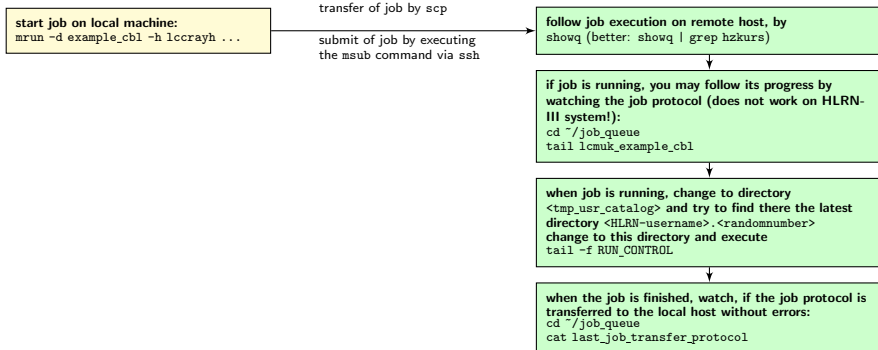 start job on local machine:
mrun -d example_cbl -h lccrayh ...
transfer of job by scp
submit of job by executing
the msub command via ssh
follow job execution on remote host, by
showq (better: showq | grep hzkurs)
if job is running, you may follow its progress by
watching the job protocol (does not work on HLRN-
III system!):
cd ~/job_queue
tail lcmuk_example_cbl
when job is running, change to directory
<tmp_usr_catalog> and try to find there the latest
directory <HLRN-username>.<randomnumber>
change to this directory and execute
tail -f RUN_CONTROL
when the job is finished, watch, if the job protocol is
transferred to the local host without errors:
cd ~/job_queue
cat last_job_transfer_protocol